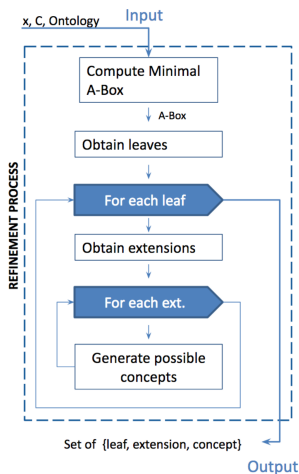 Input
x, C, Ontology
Compute Minimal
A-Box
A-Box
Obtain leaves
For each leaf
Obtain extensions
For each ext.
Generate possible
concepts
REFINEMENT PROCESS
Set of {leaf, extension, concept}
Output